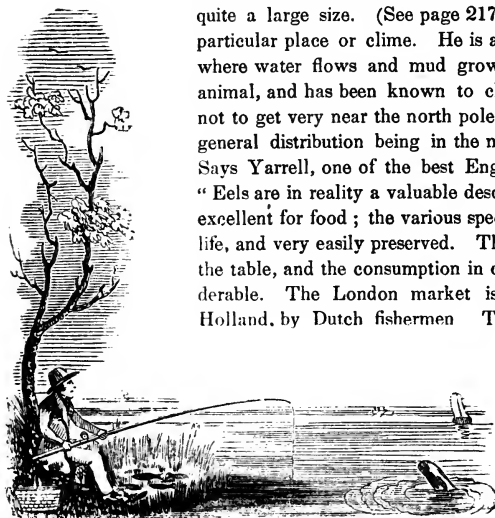 quite a large size. (See page 217
particular place or clime. He is a
where water flows and mud grow
animal, and has been known to c
not to get very near the north pole
general distribution being in the n
Says Yarrell, one of the best Eng
“ Eels are in reality a valuable desc
excellent for food ; the various spe
life, and very easily preserved. Th
the table, and the consumption in c
derable. The London market is
Holland, by Dutch fishermen T